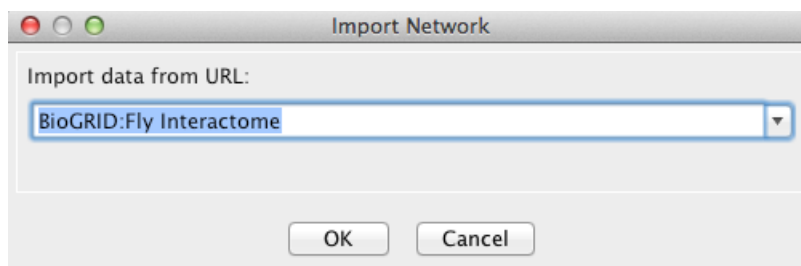 Import Network
Import data from URL:
BioGRID:Fly Interactome
OK Cancel